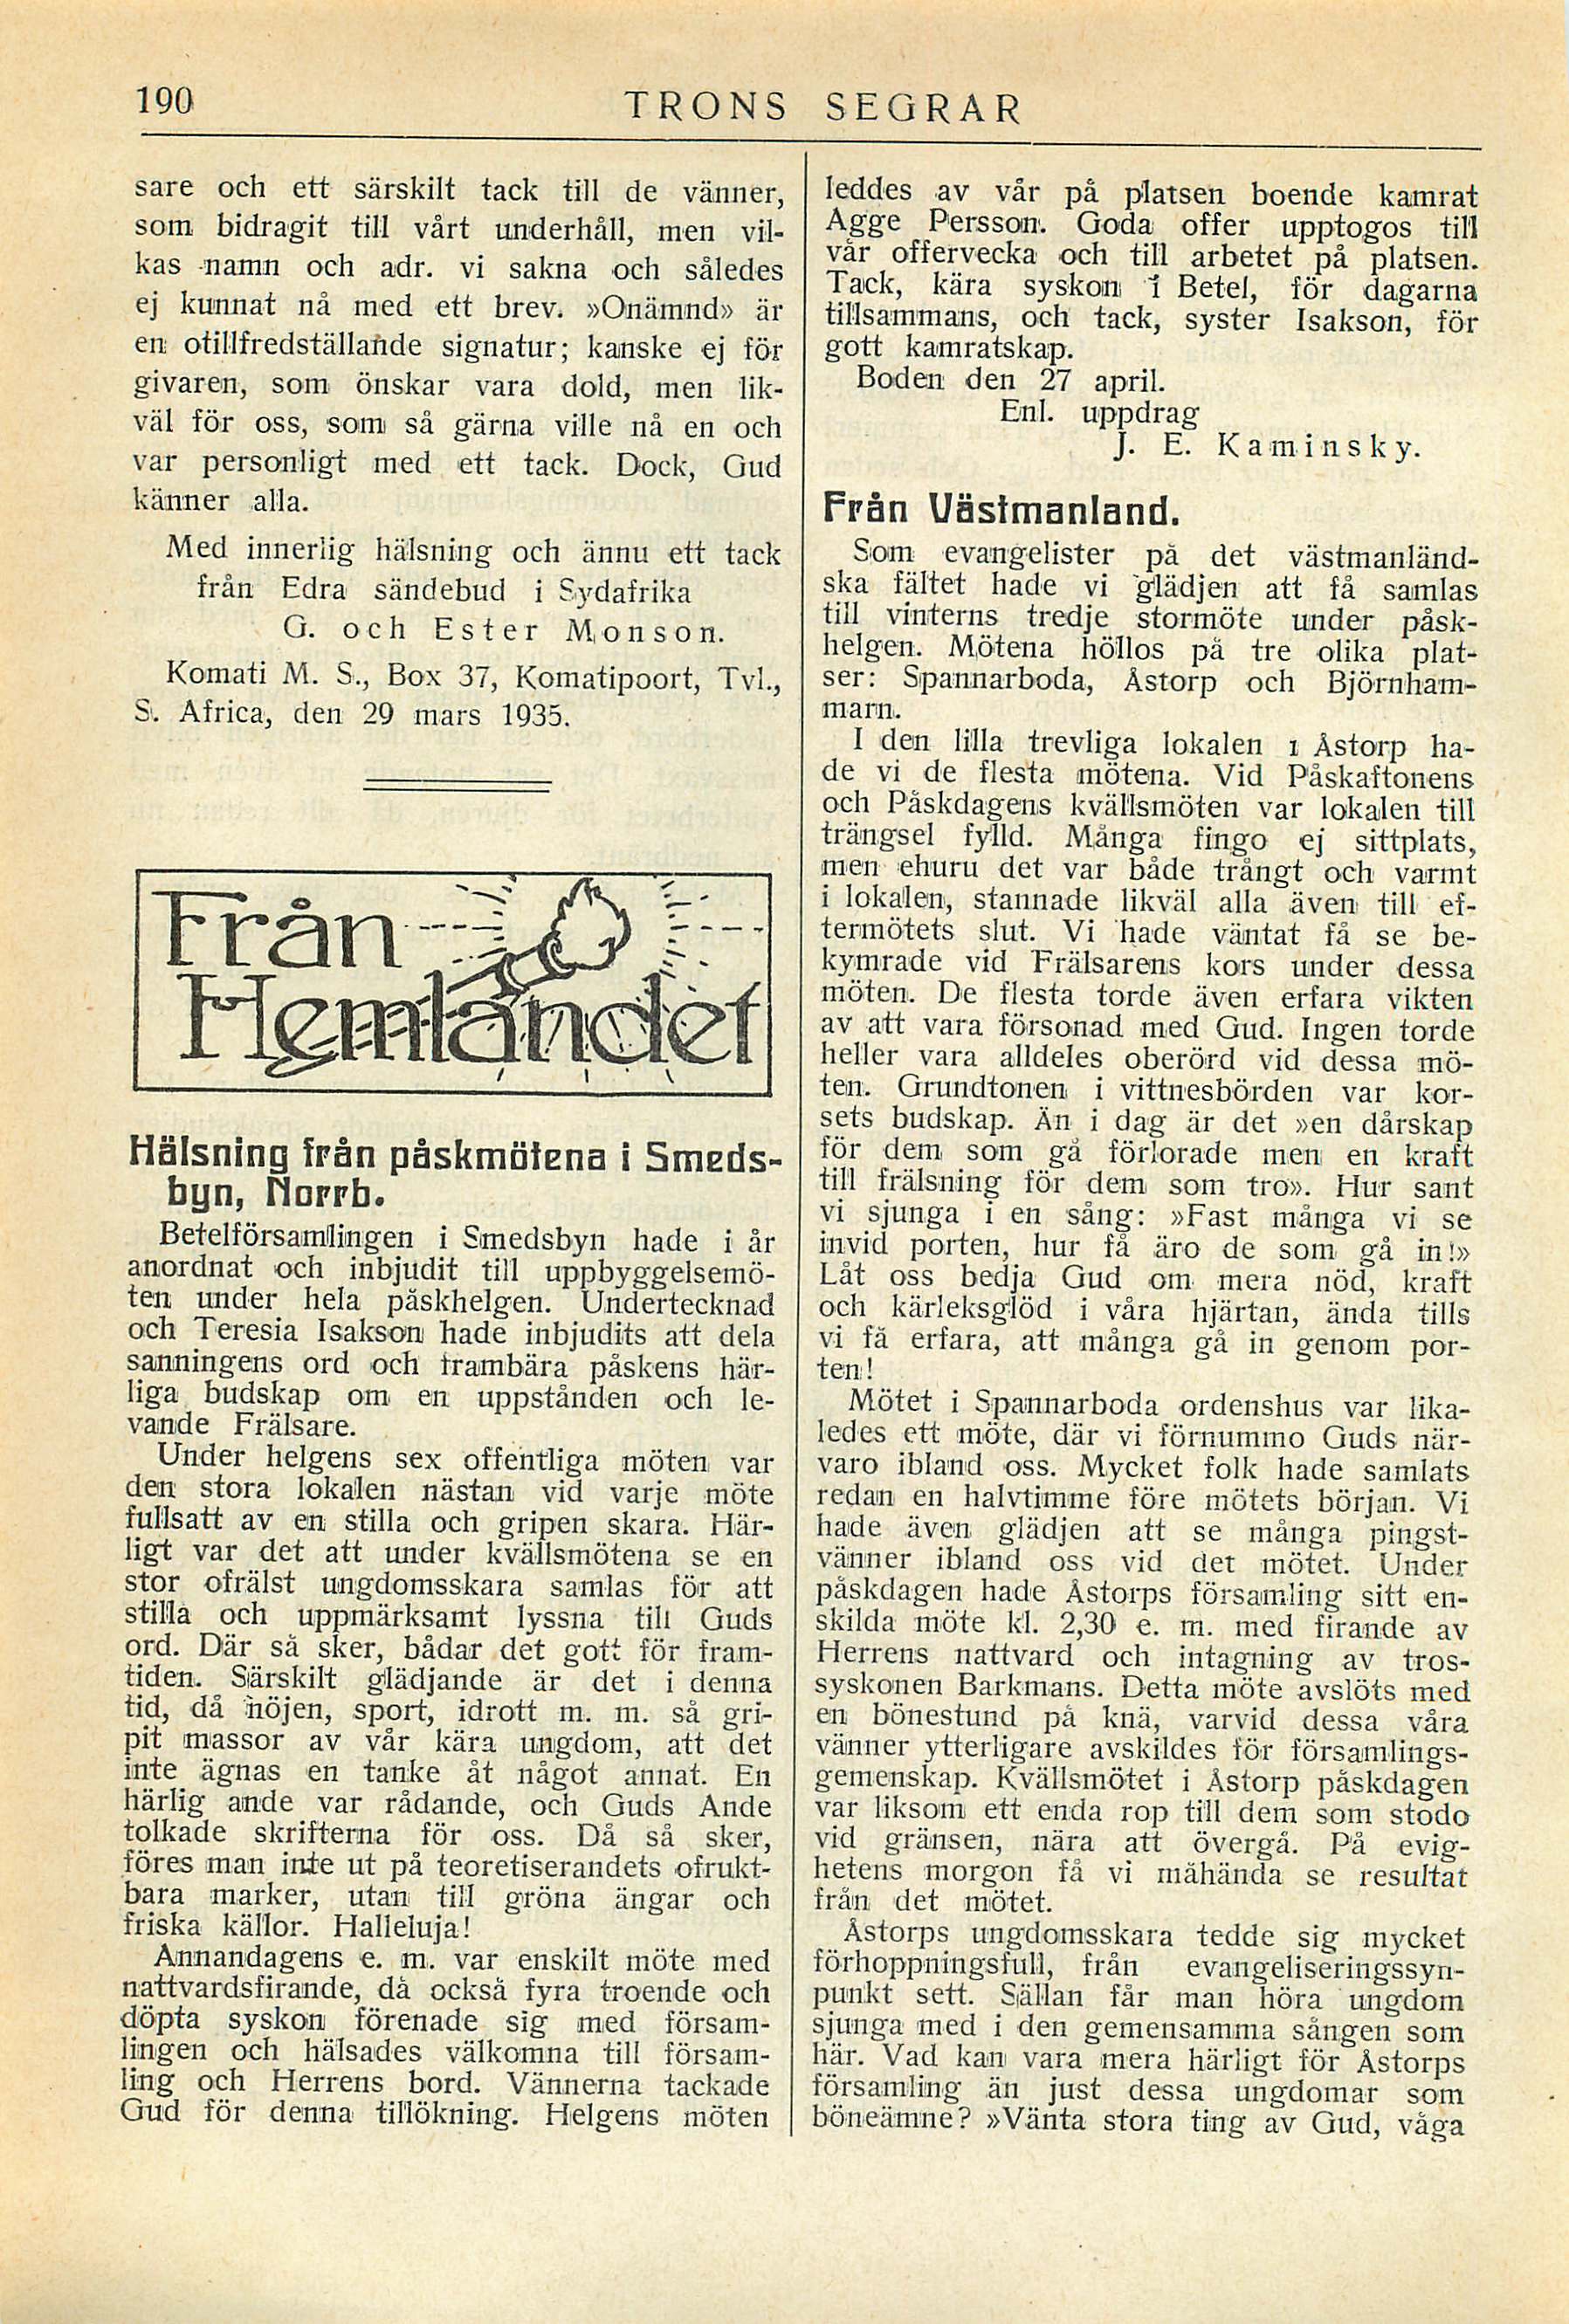 190
TRONS SEGRAR
sare och ett särskilt tack till de vänner,
som bidragit till vårt underhåll, men vil-
kas namn och adr. vi sakna och således
ej kunnat nå med ett brev. »Onämnd» är
en otillfredställande signatur; kanske ej för
givaren, som önskar vara dold, men lik-
väl för oss, som så gärna ville nå en och
var personligt med ett tack. Dock, Gud
känner alla.
Med innerlig hälsning och ännu ett tack
från Edra sändebud i Sydafrika
G. och Ester Monson.
Komati M. S., Box 37, Komatipoort, Tvl.,
S. Africa, den 29 mars 1935.
Från
Hemlandet
Hälsning från påskmötena i Smeds-
byn, Norrb.
Betelförsamlingen i Smedsbyn hade i år
anordnat och inbjudit till uppbyggelsemö-
ten under hela påskhelgen. Undertecknad
och Teresia Isakson hade inbjudits att dela
sanningens ord och frambära påskens här-
liga budskap om en uppstånden och le-
vande Frälsare.
Under helgens sex offentliga möten var
den stora lokalen nästan vid varje möte
fullsatt av en stilla och gripen skara. Här-
ligt var det att under kvällsmötena se en
stor ofrälst ungdomsskara samlas för att
stilla och uppmärksamt lyssna till Guds
ord. Där så sker, bådar det gott för fram-
tiden. Särskilt glädjande är det i denna
tid, då nöjen, sport, idrott m. m. så gri-
pit massor av vår kära ungdom, att det
inte ägnas en tanke åt något annat. En
härlig ande var rådande, och Guds Ande
tolkade skrifterna för oss. Då så sker,
föres man inte ut på teoretiserandets ofrukt-
bara marker, utan till gröna ängar och
friska källor. Halleluja!
Annandagens e. m. var enskilt möte med
nattvardsfirande, då också fyra troende och
döpta syskon förenade sig med försam-
lingen och hälsades välkomna till försam-
ling och Herrens bord. Vännerna tackade
Gud för denna tillökning. Helgens möten
leddes av vår på platsen boende kamrat
Agge Persson. Goda offer upptogos till
vår offervecka och till arbetet på platsen.
Tack, kära syskon i Betel, för dagarna
tillsammans, och tack, syster Isakson, för
gott kamratskap.
Boden den 27 april.
Enl. uppdrag
J. E. Kaminsky.
Från Västmanland.
Som evangelister på det västmanländ-
ska fältet hade vi glädjen att få samlas
till vinterns tredje stormöte under påsk-
helgen. Mötena höllos på tre olika plat-
ser: Spannarboda, Åstorp och Björnham-
marn.
I den lilla trevliga lokalen i Åstorp ha-
de vi de flesta mötena. Vid Påskaftonens
och Påskdagens kvällsmöten var lokalen till
trängsel fylld. Många fingo ej sittplats,
men ehuru det var både trångt och varmt
i lokalen, stannade likväl alla även till ef-
termötets slut. Vi hade väntat få se be-
kymrade vid Frälsarens kors under dessa
möten. De flesta torde även erfara vikten
av att vara försonad med Gud. Ingen torde
heller vara alldeles oberörd vid dessa mö-
ten. Grundtonen i vittnesbörden var kor-
sets budskap. Än i dag är det »en dårskap
för dem som gå förlorade men en kraft
till frälsning för dem som tro». Hur sant
vi sjunga i en sång: »Fast många vi se
invid porten, hur få äro de som gå in!»
Låt oss bedja Gud om mera nöd, kraft
och kärleksglöd i våra hjärtan, ända tills
vi få erfara, att många gå in genom por-
ten!
Mötet i Spannarboda ordenshus var lika-
ledes ett möte, där vi förnummo Guds när-
varo ibland oss. Mycket folk hade samlats
redan en halvtimme före mötets början. Vi
hade även glädjen att se många pingst-
vänner ibland oss vid det mötet. Under
påskdagen hade Åstorps församling sitt en-
skilda möte kl. 2,30 e. m. med firande av
Herrens nattvard och intagning av tros-
syskonen Barkmans. Detta möte avslöts med
en bönestund på knä, varvid dessa våra
vänner ytterligare avskildes för församlings-
gemenskap. Kvällsmötet i Åstorp påskdagen
var liksom ett enda rop till dem som stodo
vid gränsen, nära att övergå. På evig-
hetens morgon få vi måhända se resultat
från det mötet.
Åstorps ungdomsskara tedde sig mycket
förhoppningsfull, från evangeliseringssyn-
punkt sett. Sällan får man höra ungdom
sjunga med i den gemensamma sången som
här. Vad kan vara mera härligt för Åstorps
församling än just dessa ungdomar som
böneämne? »Vänta stora ting av Gud, våga